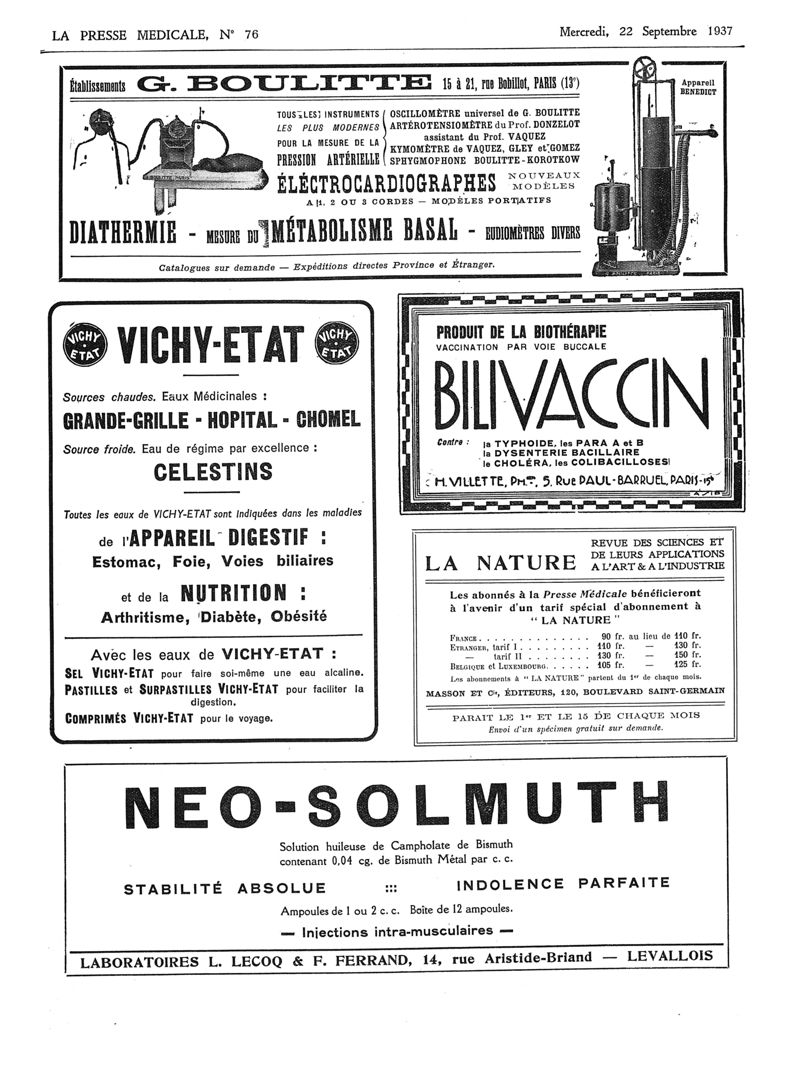 LA PRESSE MEDICALE, N° 76
Mercredi, 22 Septembre 1937
Établissements G. BOULITTE 15 à 21, rue Bobillot, PARIS (13e)
Appareil
BENEDICT
TOUS LES INSTRUMENTS
LES PLUS MODERNES
POUR LA MESURE DE LA
PRESSION ARTÉRIELLE
OSCILLOMÈTRE universel de G. BOULITTE
ARTÉROTENSIOMÈTRE du Prof. DONZELOT
assistant du Prof. VAQUEZ
KYMOMÈTRE de VAQUEZ, GLEY et GOMEZ
SPHYGMOPHONE BOULITTE-KOROTKOW
ÉLÉCTROCARDIOGRAPHES NOUVEAUX
MODÈLES
A 1, 2 OU 3 CORDES — MODÈLES PORTATIFS
DIATHERMIE - MESURE DU MÉTABOLISME BASAL - EUDIOMÈTRES DIVERS
Catalogues sur demande — Expéditions directes Province et Étranger.
VICHY
ETAT
VICHY-ETAT
VICHY
ETAT
Sources chaudes. Eaux Médicinales :
GRANDE-GRILLE - HOPITAL - CHOMEL
Source froide. Eau de régime par excellence :
CELESTINS
Toutes les eaux de VICHY-ETAT sont indiquées dans les maladies
de l'APPAREIL DIGESTIF :
Estomac, Foie, Voies biliaires
et de la NUTRITION :
Arthritisme, Diabète, Obésité
Avec les eaux de VICHY-ETAT :
SEL VICHY-ETAT pour faire soi-même une eau alcaline.
PASTILLES et SURPASTILLES VICHY-ETAT pour faciliter la
digestion.
COMPRIMÉS VICHY-ETAT pour le voyage.
PRODUIT DE LA BIOTHÉRAPIE
VACCINATION PAR VOIE BUCCALE
BILIVACCIN
Contre :
la TYPHOIDE, les PARA A et B
la DYSENTERIE BACILLAIRE
le CHOLÉRA, les COLIBACILLOSES
H. VILLETTE, PH.ien, 5, RUE PAUL-BARRUEL, PARIS-15e
LA NATURE
REVUE DES SCIENCES ET
DE LEURS APPLICATIONS
A L'ART & A L'INDUSTRIE
Les abonnés à la Presse Médicale bénéficieront
à l'avenir d'un tarif spécial d'abonnement à
“ LA NATURE ”
FRANCE . . . . . . . . . . . . . . 90 fr. au lieu de 110 fr.
ETRANGER, tarif I . . . . . . . . . 110 fr. — 130 fr.
— tarif II . . . . . . . . 130 fr. — 150 fr.
BELGIQUE et LUXEMBOURG. . . . . . 105 fr. — 125 fr.
Les abonnements à “ LA NATURE ” partent du 1er de chaque mois.
MASSON ET Cie, ÉDITEURS, 120, BOULEVARD SAINT-GERMAIN
PARAIT LE 1er ET LE 15 DE CHAQUE MOIS
Envoi d'un spécimen gratuit sur demande.
NEO-SOLMUTH
Solution huileuse de Campholate de Bismuth
contenant 0,04 cg. de Bismuth Métal par c. c.
STABILITÉ ABSOLUE ::: INDOLENCE PARFAITE
Ampoules de 1 ou 2 c. c. Boîte de 12 ampoules.
— Injections intra-musculaires —
LABORATOIRES L. LECOQ & F. FERRAND, 14, rue Aristide-Briand — LEVALLOIS